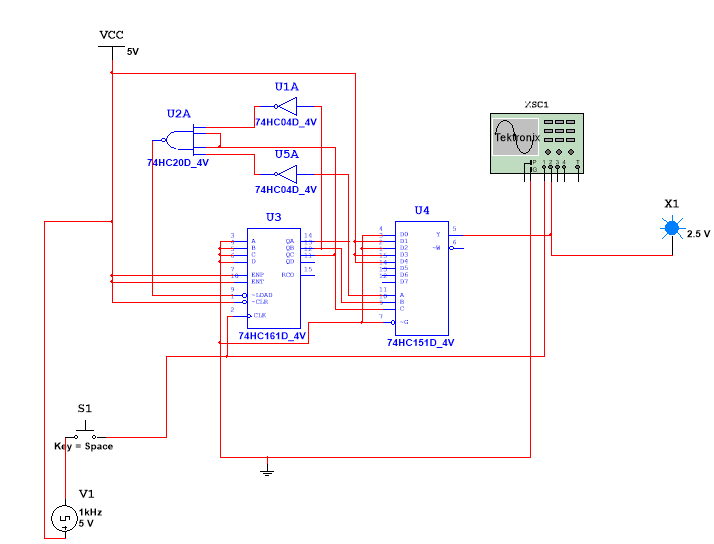 VCC
5V
U1A
74HC04D_4V
U2A
74HC20D_4V
U5A
74HC04D_4V
XSC1
Tektronix
P
G
1 2 3 4 T
X1
2.5 V
U3
3 A QA 14
4 B QB 13
5 C QC 12
6 D QD 11
7 ENP RCO 15
10 ENT
9 ~LOAD
1 ~CLR
2 CLK
74HC161D_4V
U4
4 D0 Y 5
3 D1
2 D2 ~W 6
1 D3
15 D4
14 D5
13 D6
12 D7
11 A
10 B
9 C
7 ~G
74HC151D_4V
S1
Key = Space
V1
1kHz
5 V